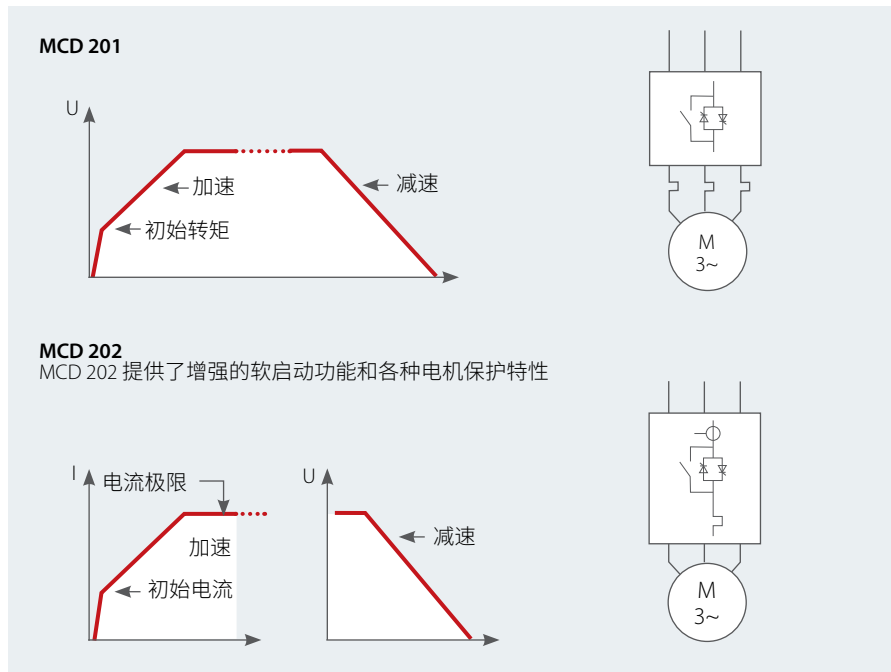 MCD 201
U
加速
减速
初始转矩
M
3~
MCD 202
MCD 202 提供了增强的软启动功能和各种电机保护特性
I
电流极限
加速
初始电流
U
减速
M
3~